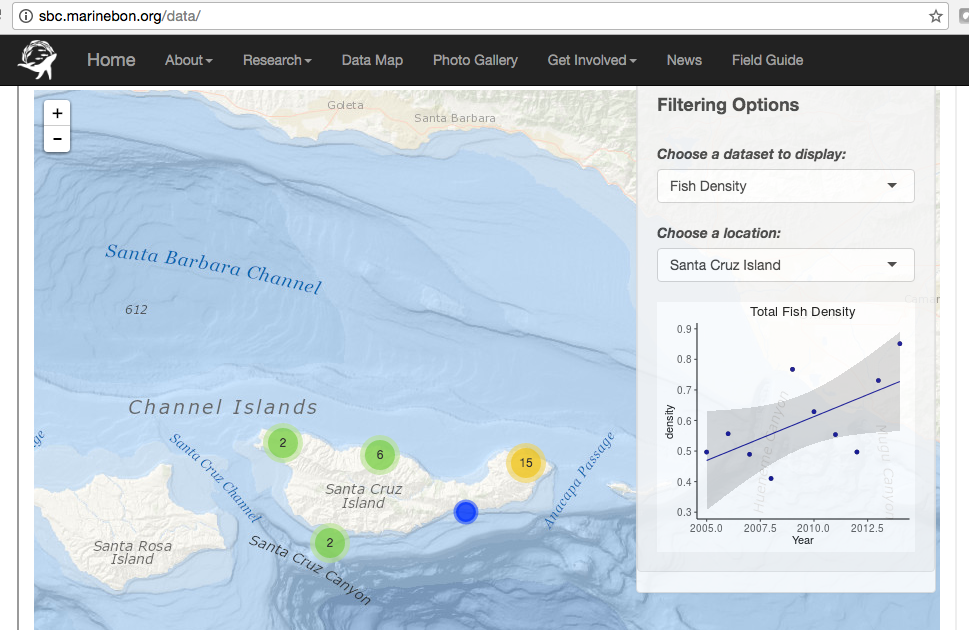 sbc.marinebon.org/data/
Home About Research Data Map Photo Gallery Get Involved News Field Guide
+
−
Goleta
Santa Barbara
Santa Barbara Channel
612
Channel Islands
Santa Cruz Channel
2
6
15
Santa Cruz
Island
Anacapa Passage
2
Santa Cruz Canyon
Santa Rosa
Island
Filtering Options
Choose a dataset to display:
Fish Density
Choose a location:
Santa Cruz Island
Total Fish Density
0.9
0.8
0.7
0.6
0.5
0.4
0.3
density
2005.0 2007.5 2010.0 2012.5
Year
Hueneme Canyon
Mugu Canyon